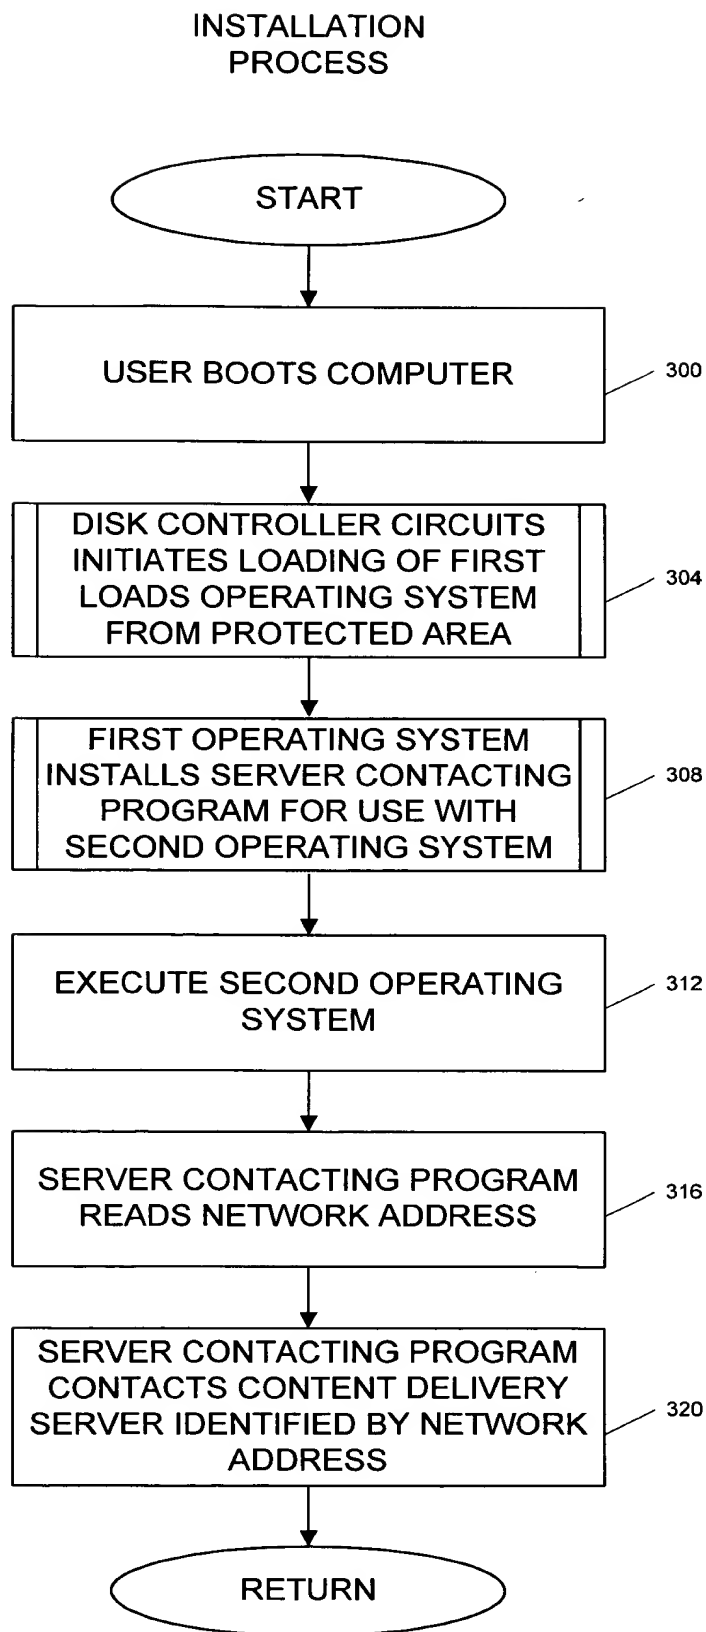 INSTALLATION
PROCESS
START
USER BOOTS COMPUTER
300
DISK CONTROLLER CIRCUITS
INITIATES LOADING OF FIRST
LOADS OPERATING SYSTEM
FROM PROTECTED AREA
304
FIRST OPERATING SYSTEM
INSTALLS SERVER CONTACTING
PROGRAM FOR USE WITH
SECOND OPERATING SYSTEM
308
EXECUTE SECOND OPERATING
SYSTEM
312
SERVER CONTACTING PROGRAM
READS NETWORK ADDRESS
316
SERVER CONTACTING PROGRAM
CONTACTS CONTENT DELIVERY
SERVER IDENTIFIED BY NETWORK
ADDRESS
320
RETURN